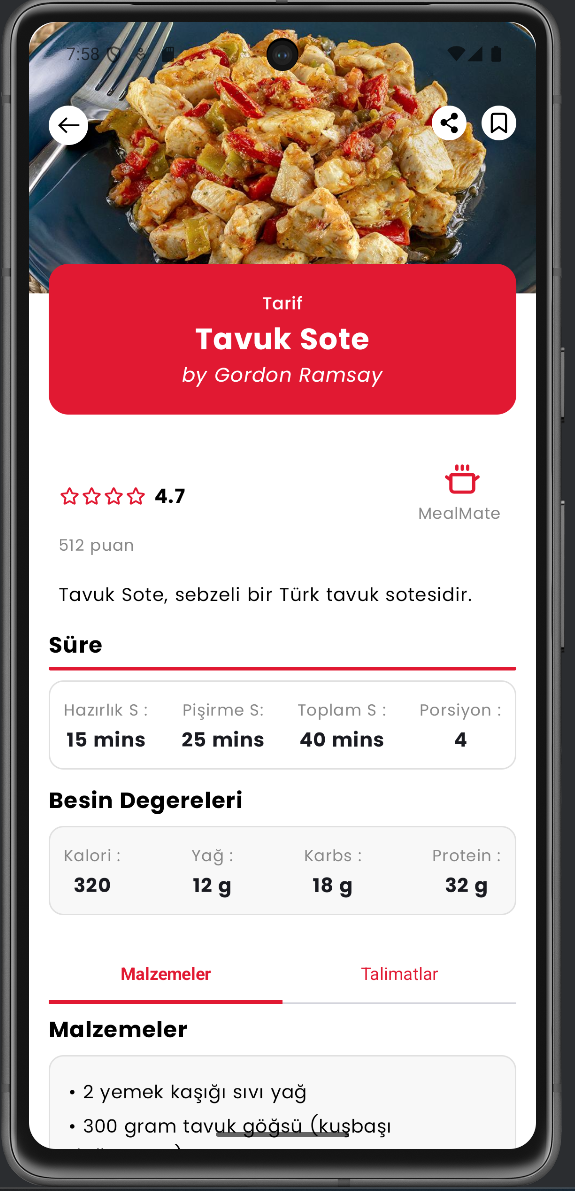 7:58
Tarif
Tavuk Sote
by Gordon Ramsay
4.7
MealMate
512 puan
Tavuk Sote, sebzeli bir Türk tavuk sotesidir.
Süre
Hazırlık S : Pişirme S: Toplam S : Porsiyon :
15 mins 25 mins 40 mins 4
Besin Degereleri
Kalori : Yağ : Karbs : Protein :
320 12 g 18 g 32 g
Malzemeler Talimatlar
Malzemeler
• 2 yemek kaşığı sıvı yağ
• 300 gram tavuk göğsü (kuşbaşı